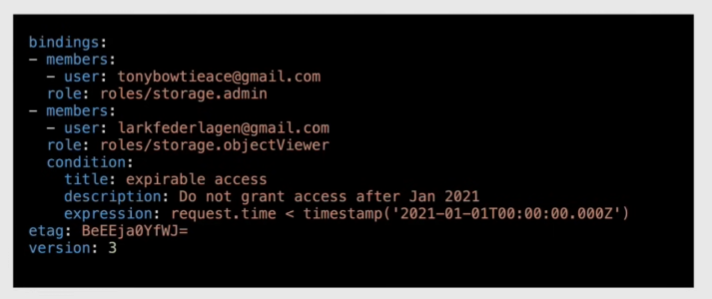 bindings:
- members:
  - user: tonybowtieace@gmail.com
  role: roles/storage.admin
- members:
  - user: larkfederlagen@gmail.com
  role: roles/storage.objectViewer
  condition:
    title: expirable access
    description: Do not grant access after Jan 2021
    expression: request.time < timestamp('2021-01-01T00:00:00.000Z')
etag: BeEEja0YfWJ=
version: 3